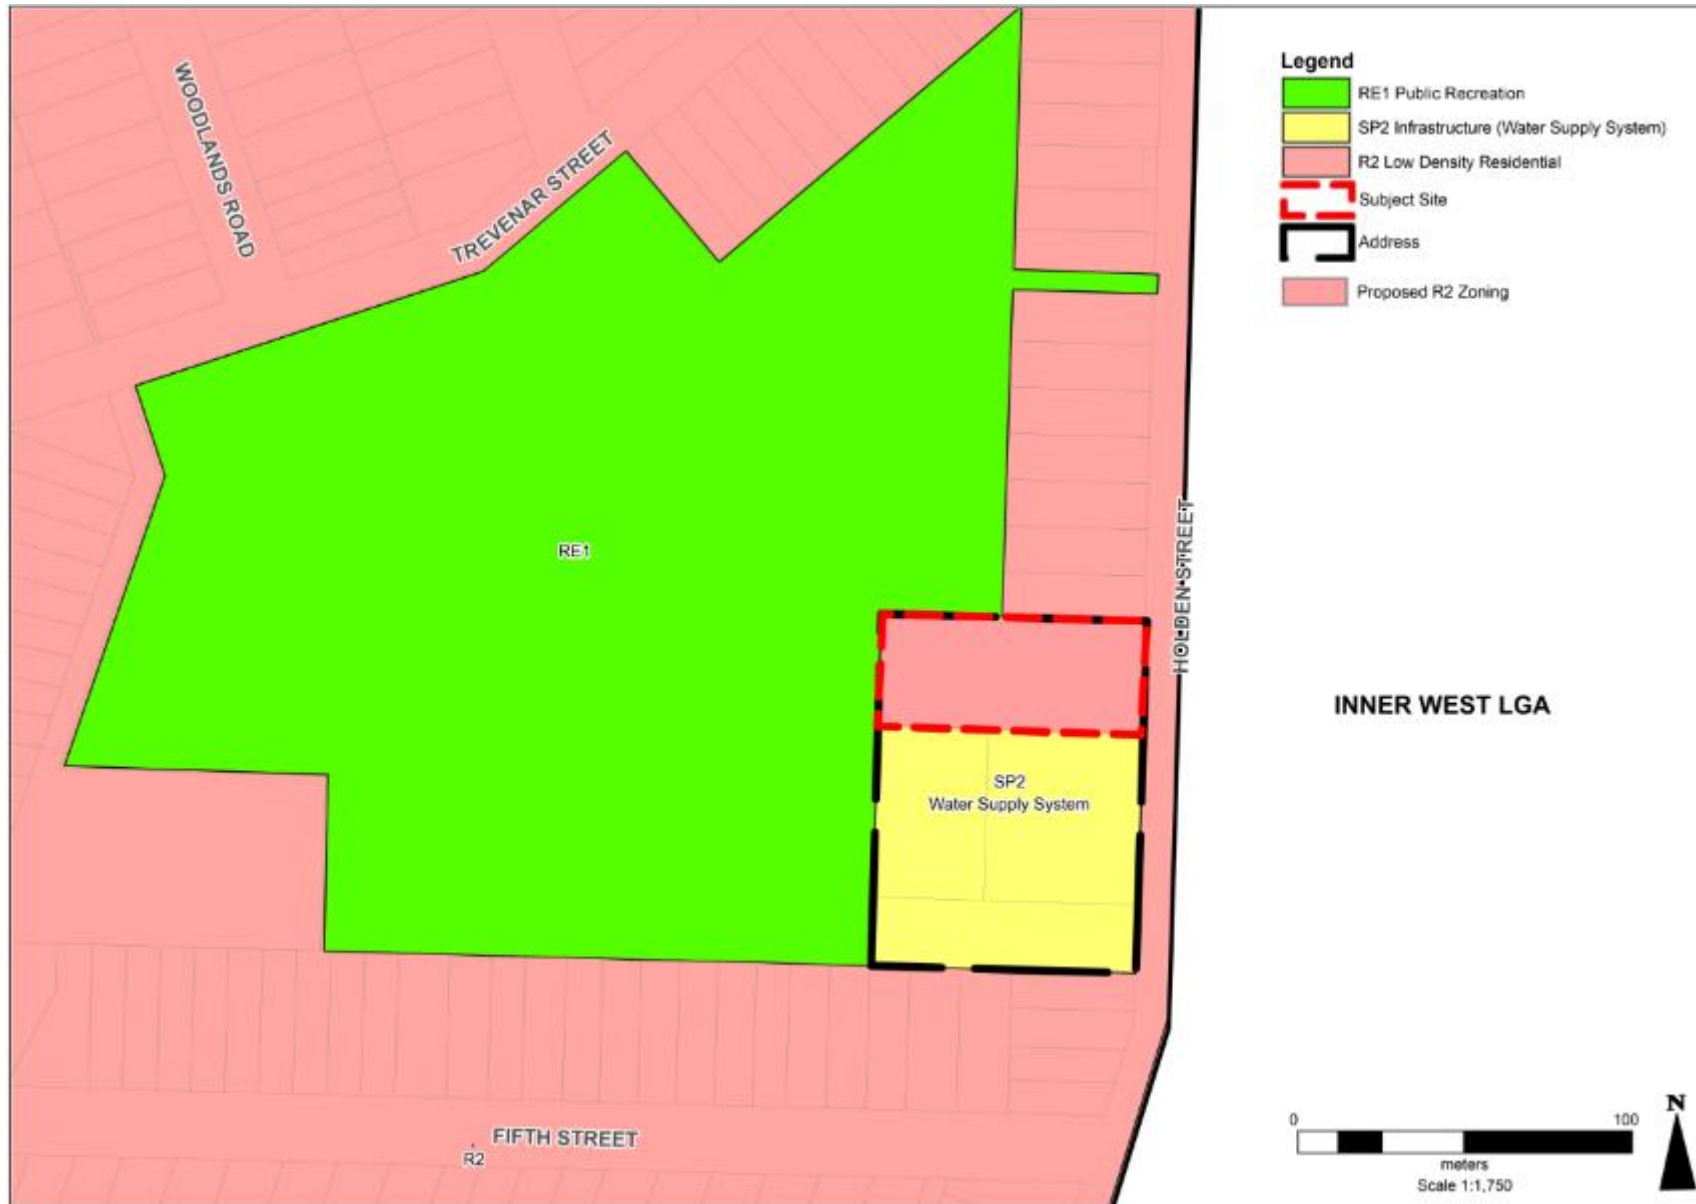 WOODLANDS ROAD
TREVENAR STREET
RE1
HOLDEN STREET
SP2
Water Supply System
FIFTH STREET
R2
Legend
RE1 Public Recreation
SP2 Infrastructure (Water Supply System)
R2 Low Density Residential
Subject Site
Address
Proposed R2 Zoning
INNER WEST LGA
0 100
meters
Scale 1:1,750
N